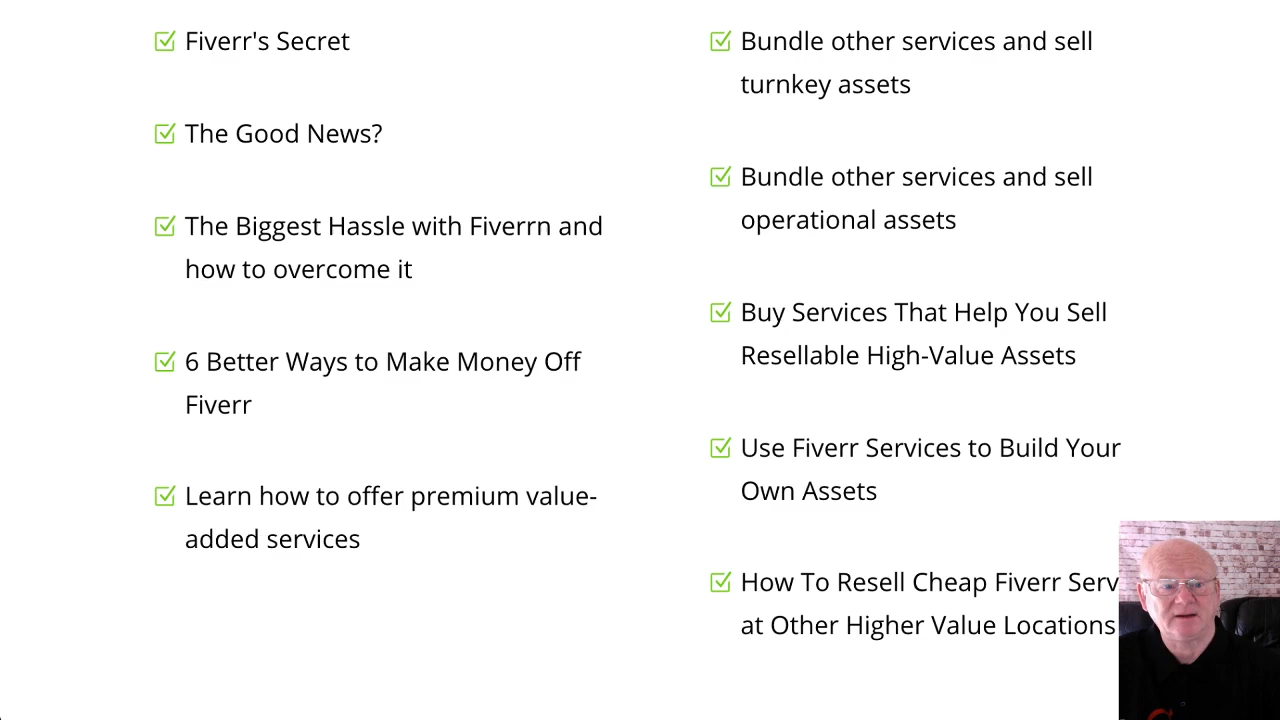 Fiverr's Secret
The Good News?
The Biggest Hassle with Fiverrn and
how to overcome it
6 Better Ways to Make Money Off
Fiverr
Learn how to offer premium value-
added services
Bundle other services and sell
turnkey assets
Bundle other services and sell
operational assets
Buy Services That Help You Sell
Resellable High-Value Assets
Use Fiverr Services to Build Your
Own Assets
How To Resell Cheap Fiverr Serv
at Other Higher Value Locations